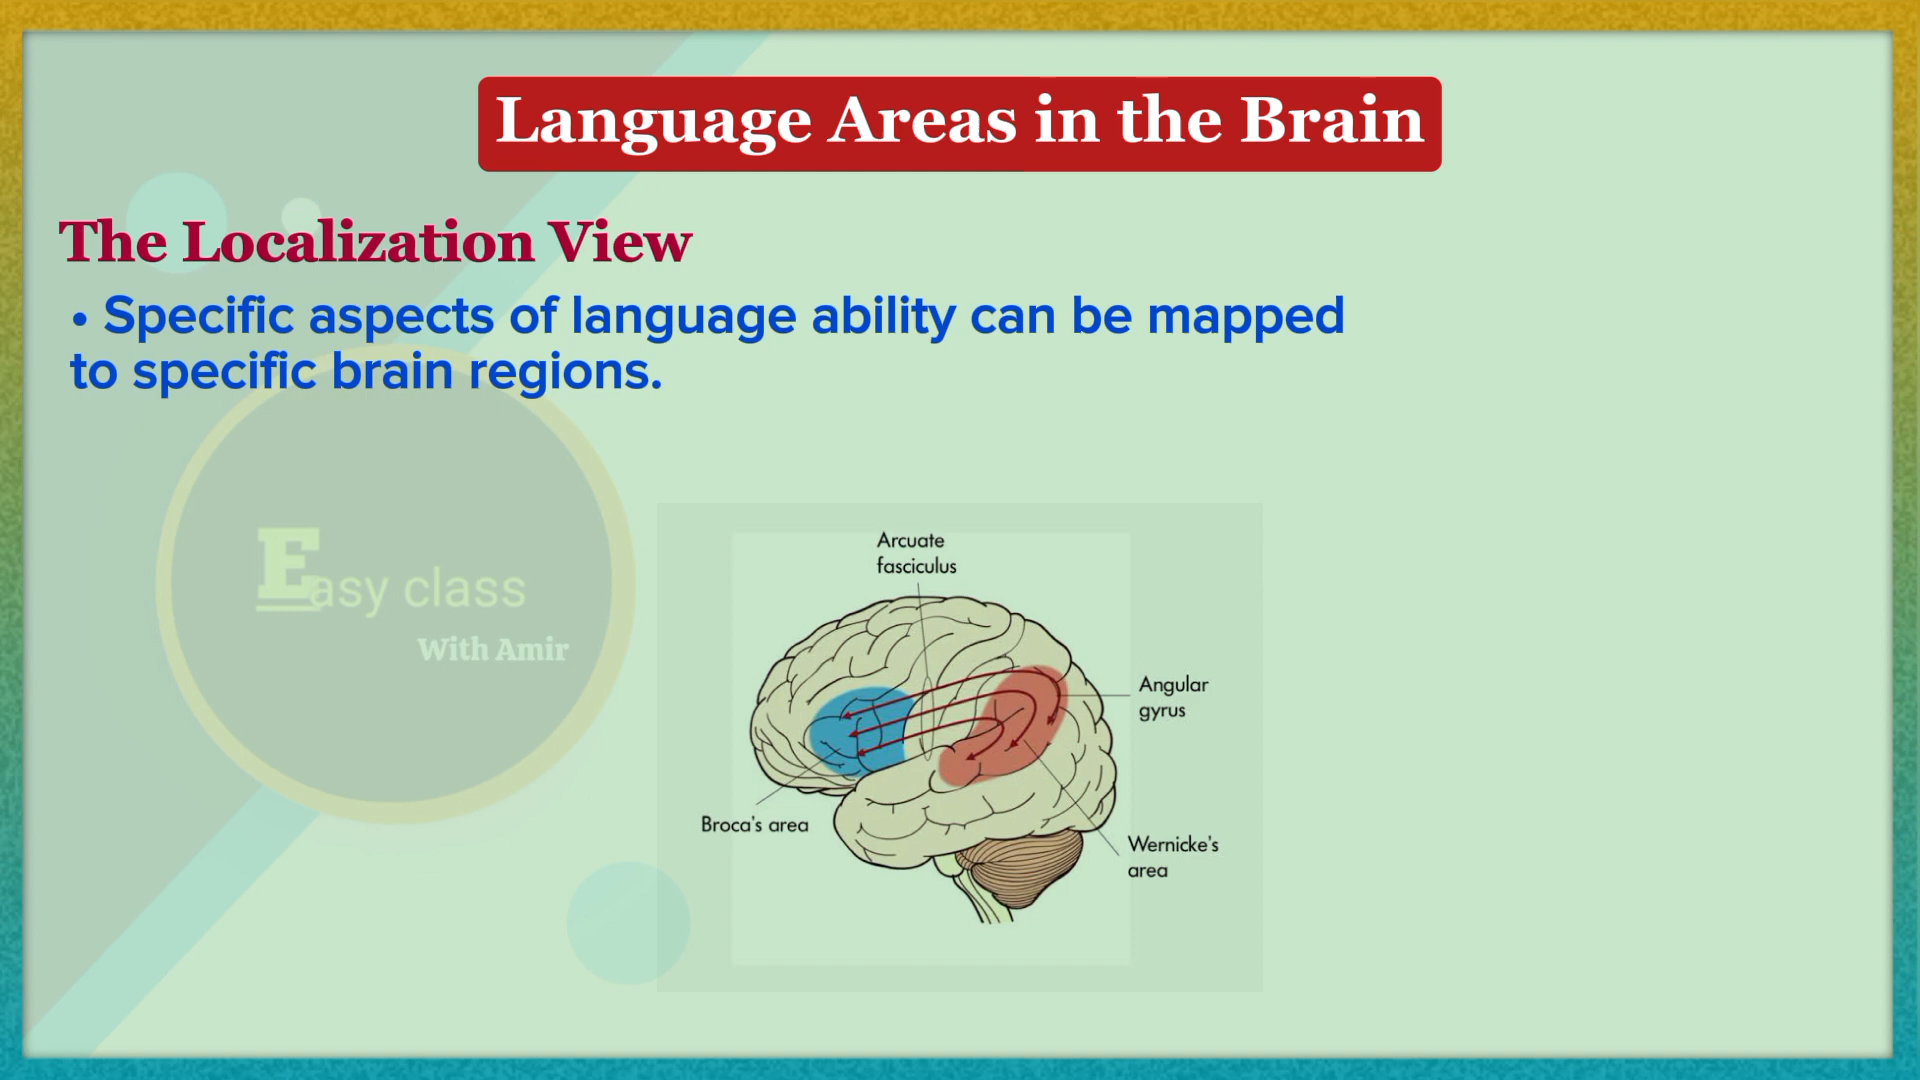 Language Areas in the Brain
The Localization View
• Specific aspects of language ability can be mapped
to specific brain regions.
Easy class
With Amir
Arcuate
fasciculus
Angular
gyrus
Broca's area
Wernicke's
area